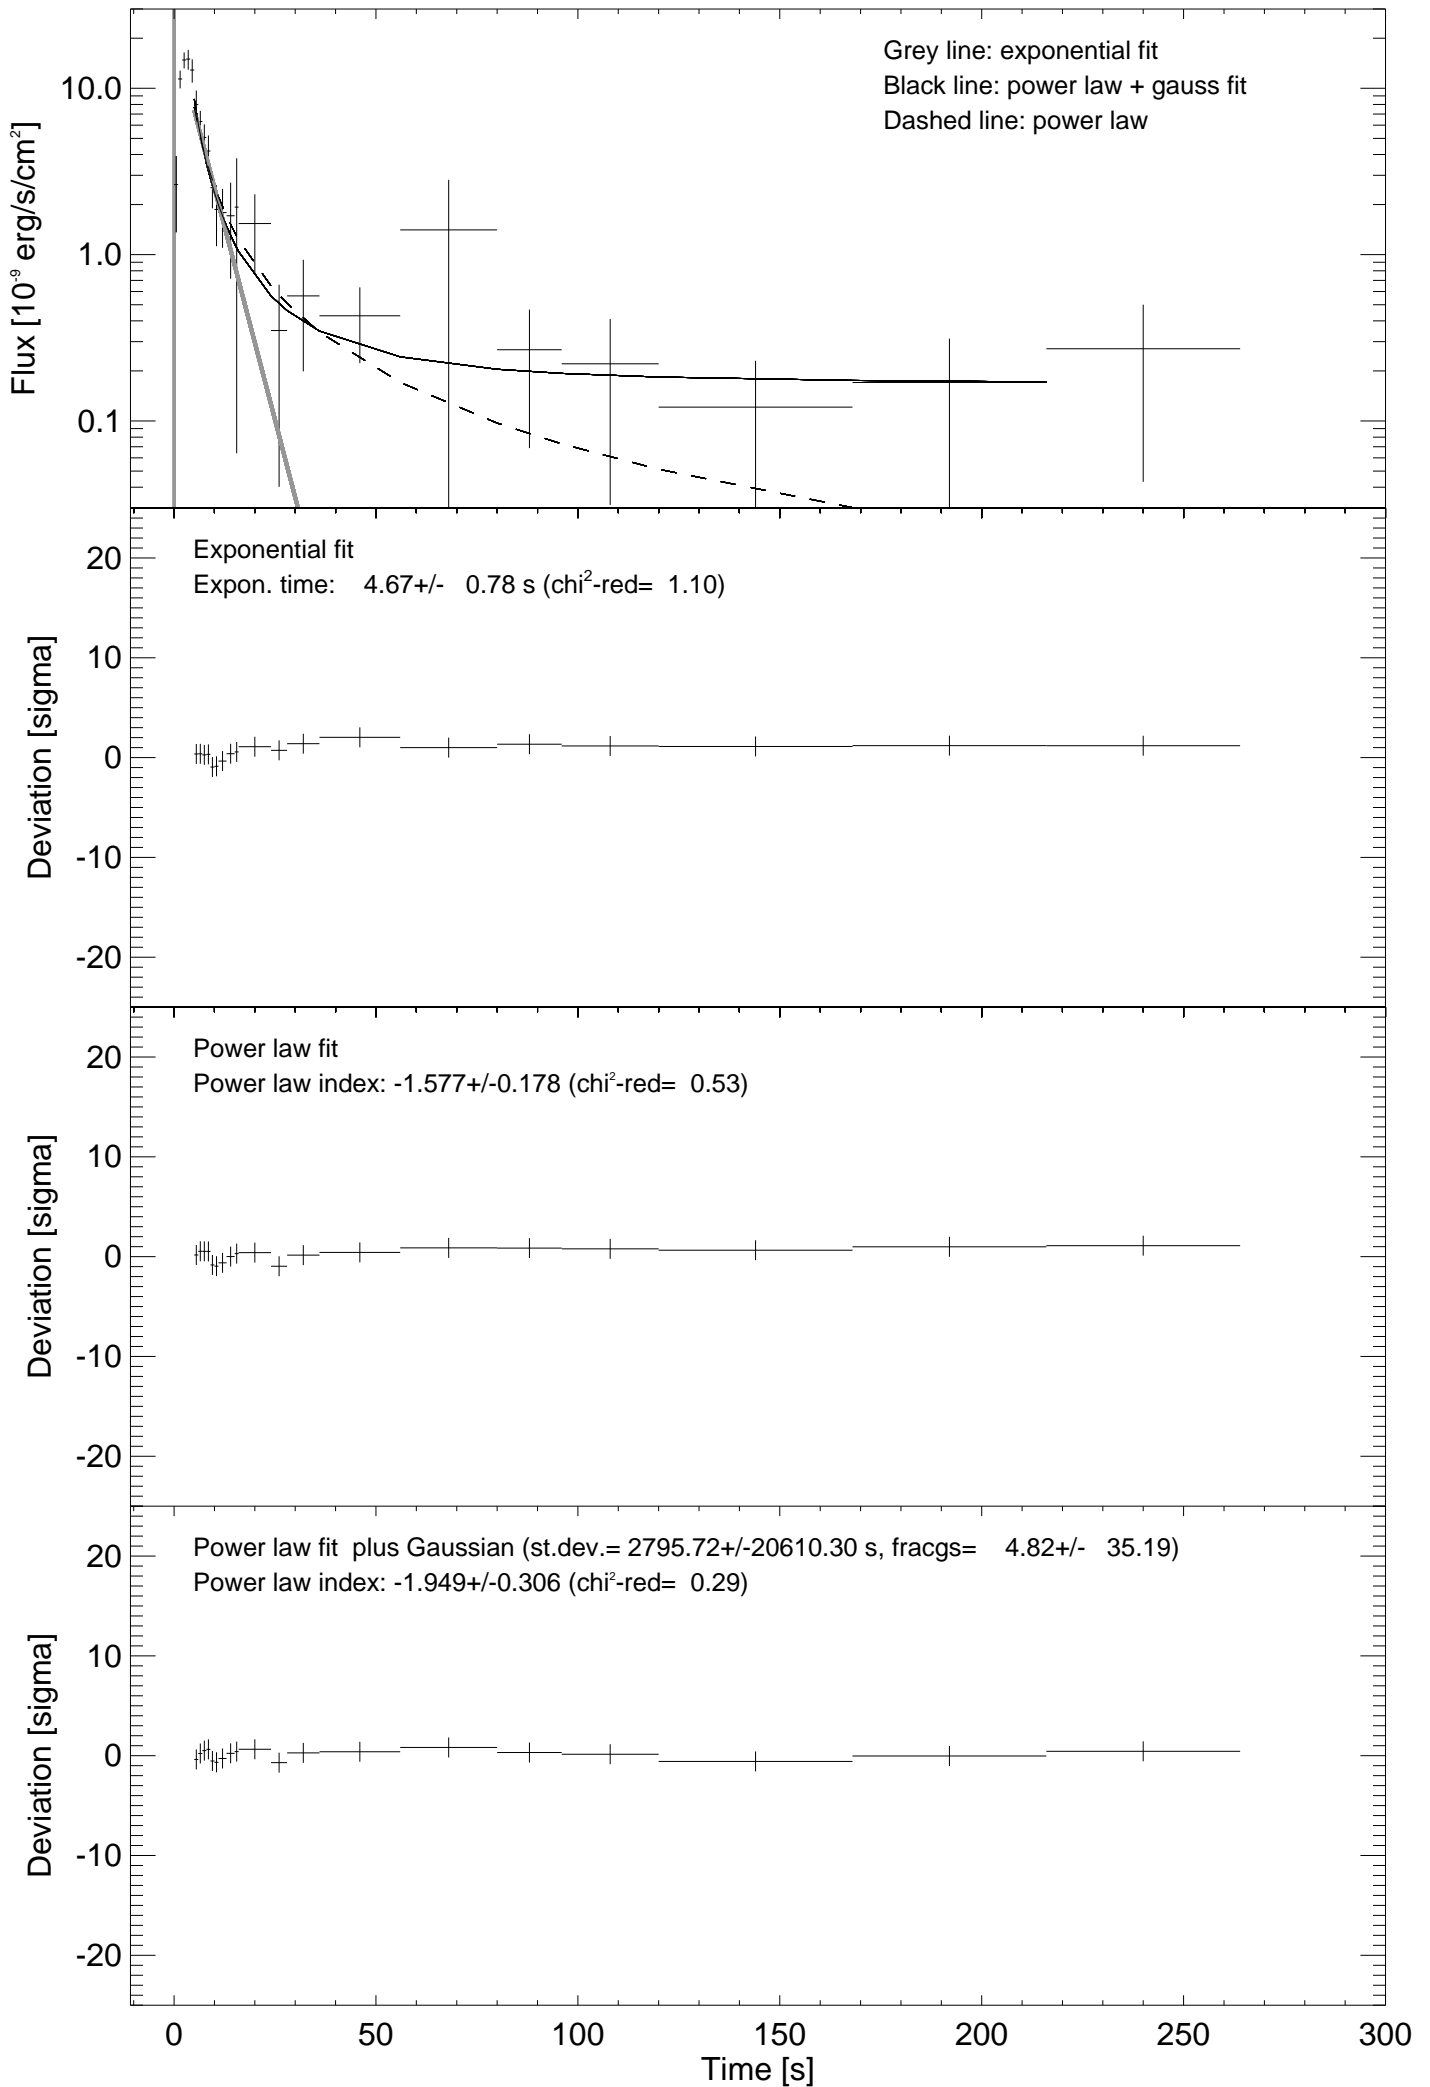 Grey line: exponential fit
Black line: power law + gauss fit
Dashed line: power law
10.0
1.0
0.1
Flux [10⁻⁹ erg/s/cm²]
Exponential fit
Expon. time: 4.67+/- 0.78 s (chi²-red= 1.10)
20
10
0
-10
-20
Deviation [sigma]
Power law fit
Power law index: -1.577+/-0.178 (chi²-red= 0.53)
20
10
0
-10
-20
Deviation [sigma]
Power law fit plus Gaussian (st.dev.= 2795.72+/-20610.30 s, fracgs= 4.82+/- 35.19)
Power law index: -1.949+/-0.306 (chi²-red= 0.29)
20
10
0
-10
-20
Deviation [sigma]
0 50 100 150 200 250 300
Time [s]